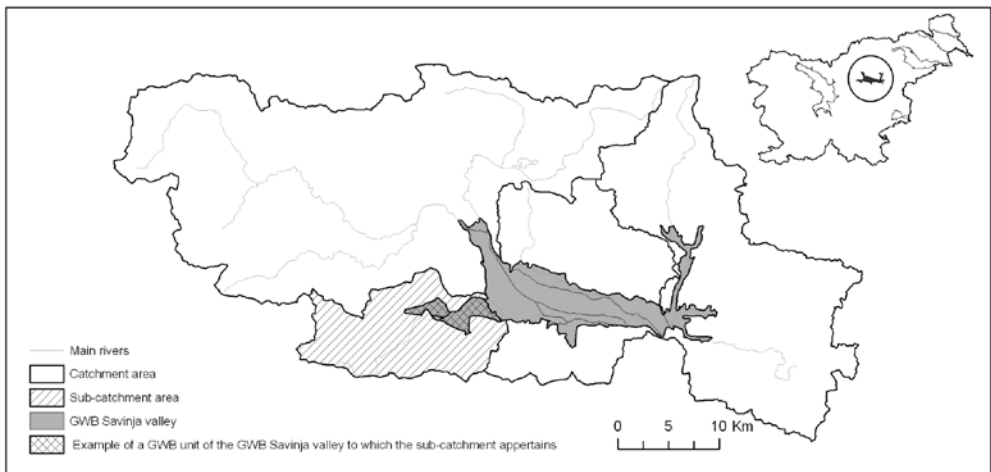 Main rivers
Catchment area
Sub-catchment area
GWB Savinja valley
Example of a GWB unit of the GWB Savinja valley to which the sub-catchment appertains
0 5 10 Km